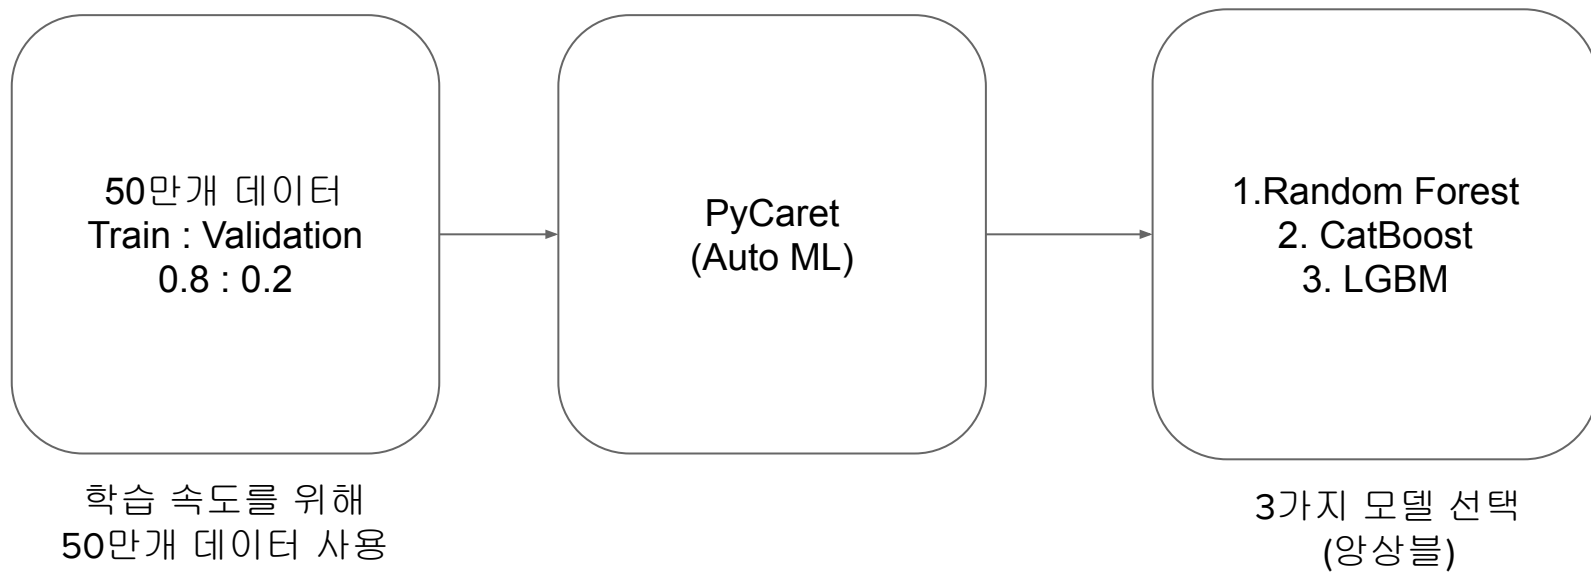 50만개 데이터
Train : Validation
0.8 : 0.2
학습 속도를 위해
50만개 데이터 사용
PyCaret
(Auto ML)
1.Random Forest
2. CatBoost
3. LGBM
3가지 모델 선택
(앙상블)